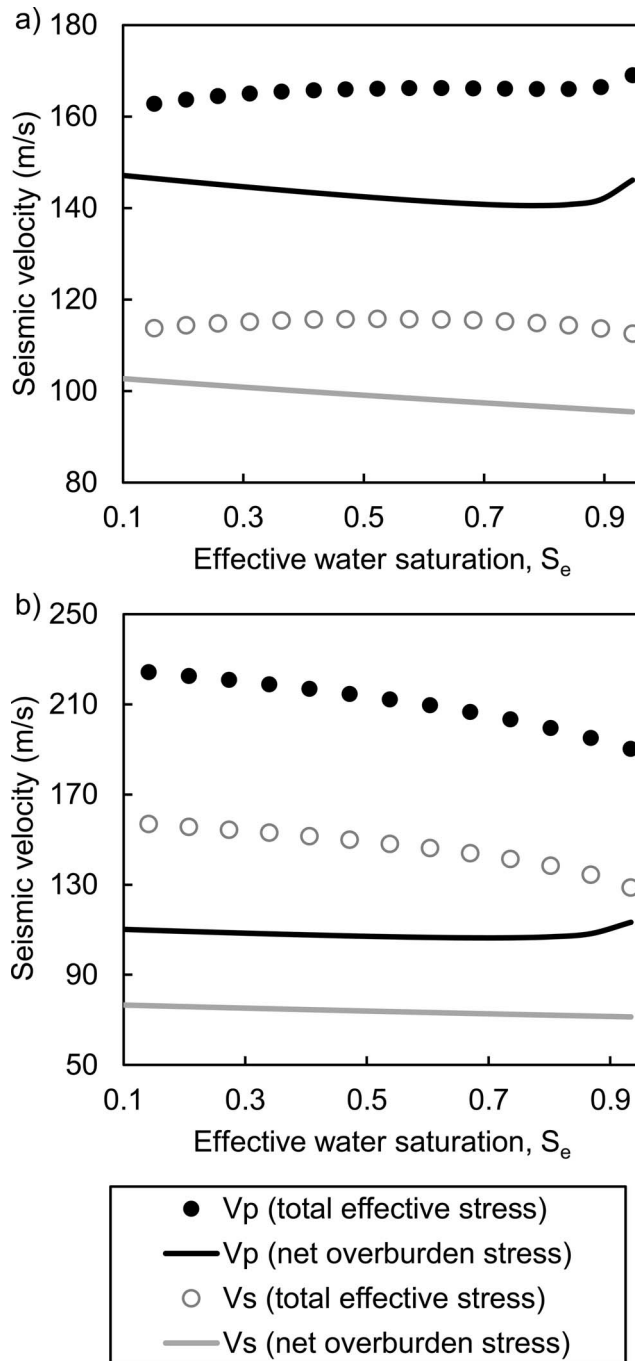 a)
180
160
140
120
100
80
Seismic velocity (m/s)
0.1 0.3 0.5 0.7 0.9
Effective water saturation, Se
b)
250
210
170
130
90
50
Seismic velocity (m/s)
0.1 0.3 0.5 0.7 0.9
Effective water saturation, Se
Vp (total effective stress)
Vp (net overburden stress)
Vs (total effective stress)
Vs (net overburden stress)